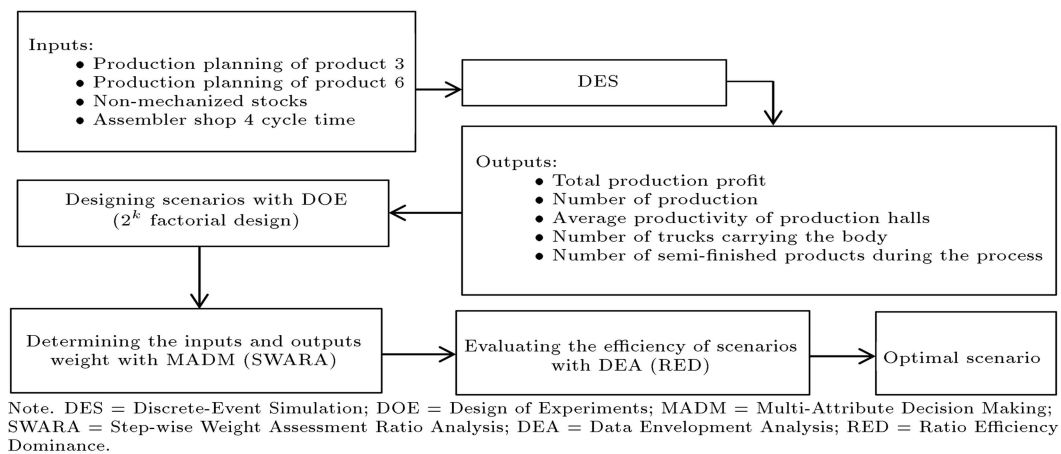 Inputs:
• Production planning of product 3
• Production planning of product 6
• Non-mechanized stocks
• Assembler shop 4 cycle time
DES
Outputs:
• Total production profit
• Number of production
• Average productivity of production halls
• Number of trucks carrying the body
• Number of semi-finished products during the process
Designing scenarios with DOE
(2^k factorial design)
Determining the inputs and outputs
weight with MADM (SWARA)
Evaluating the efficiency of scenarios
with DEA (RED)
Optimal scenario
Note. DES = Discrete-Event Simulation; DOE = Design of Experiments; MADM = Multi-Attribute Decision Making;
SWARA = Step-wise Weight Assessment Ratio Analysis; DEA = Data Envelopment Analysis; RED = Ratio Efficiency
Dominance.